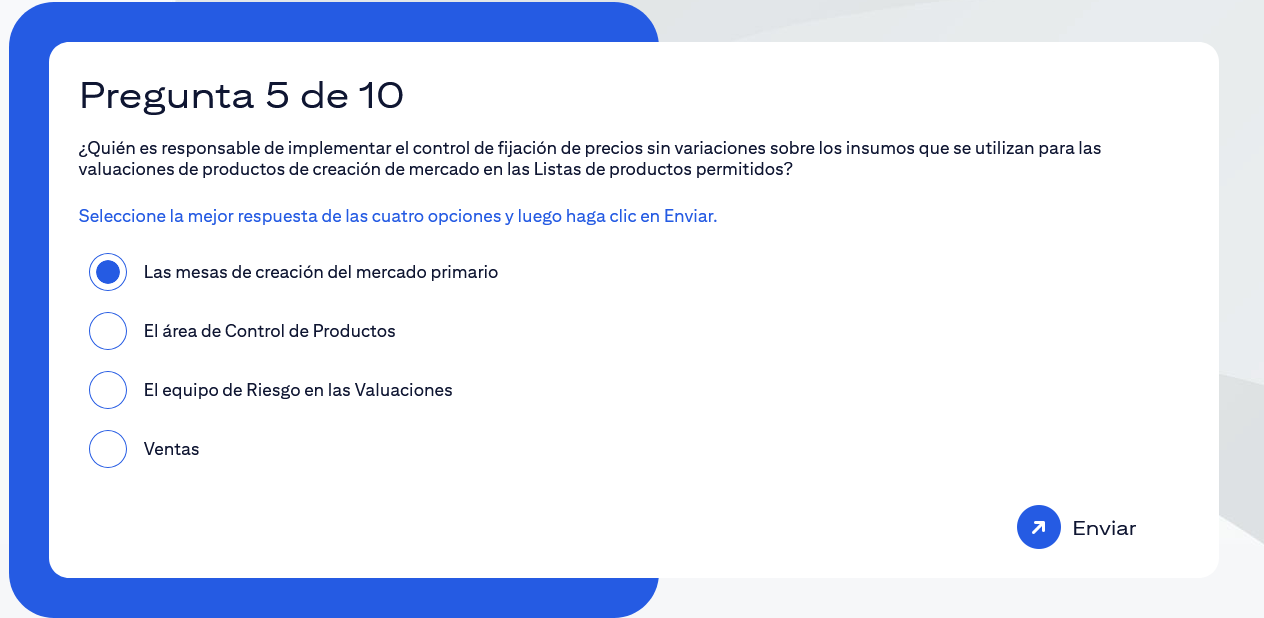 Pregunta 5 de 10
¿Quién es responsable de implementar el control de fijación de precios sin variaciones sobre los insumos que se utilizan para las
valuaciones de productos de creación de mercado en las Listas de productos permitidos?
Seleccione la mejor respuesta de las cuatro opciones y luego haga clic en Enviar.
Las mesas de creación del mercado primario
El área de Control de Productos
El equipo de Riesgo en las Valuaciones
Ventas
Enviar